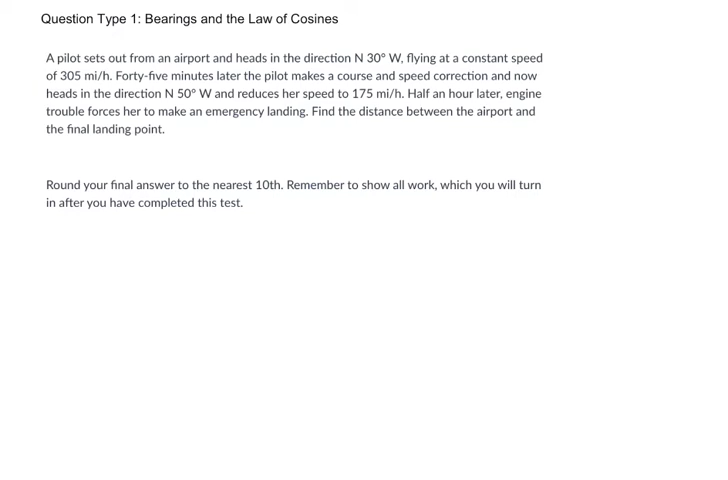 Question Type 1: Bearings and the Law of Cosines
A pilot sets out from an airport and heads in the direction N 30° W, flying at a constant speed
of 305 mi/h. Forty-five minutes later the pilot makes a course and speed correction and now
heads in the direction N 50° W and reduces her speed to 175 mi/h. Half an hour later, engine
trouble forces her to make an emergency landing. Find the distance between the airport and
the final landing point.
Round your final answer to the nearest 10th. Remember to show all work, which you will turn
in after you have completed this test.